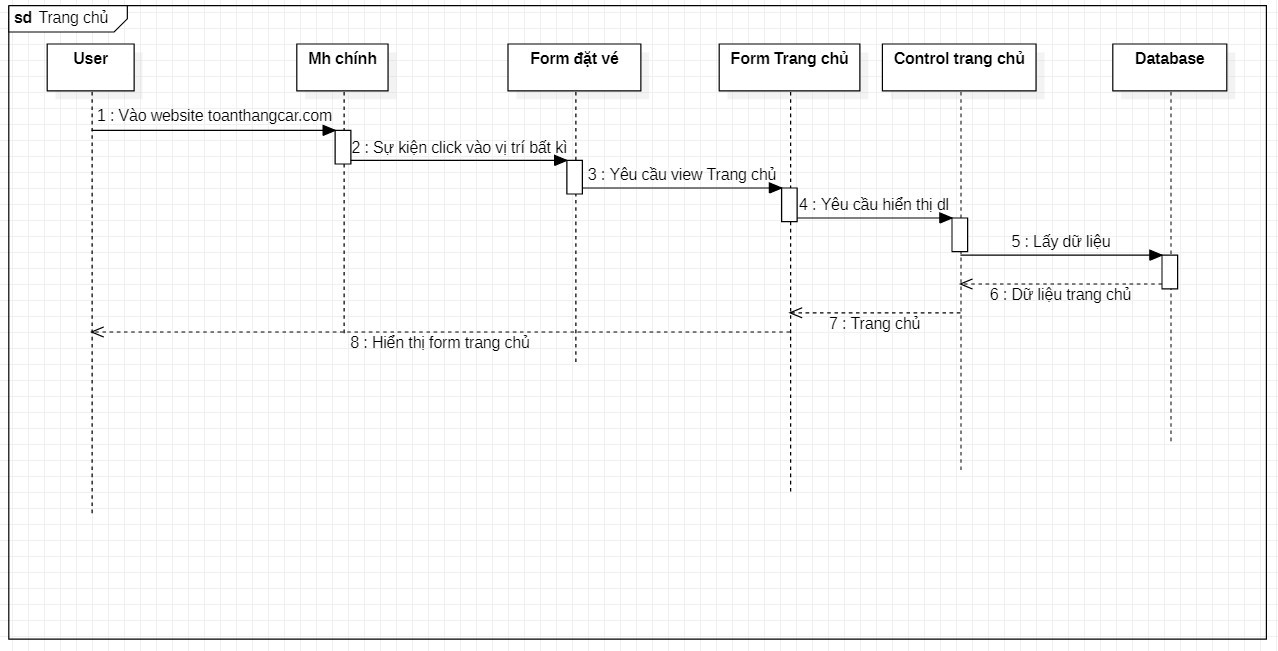 sd Trang chủ
User
Mh chính
Form đặt vé
Form Trang chủ
Control trang chủ
Database
1 : Vào website toanthangcar.com
2 : Sự kiện click vào vị trí bất kì
3 : Yêu cầu view Trang chủ
4 : Yêu cầu hiển thị dl
5 : Lấy dữ liệu
6 : Dữ liệu trang chủ
7 : Trang chủ
8 : Hiển thị form trang chủ